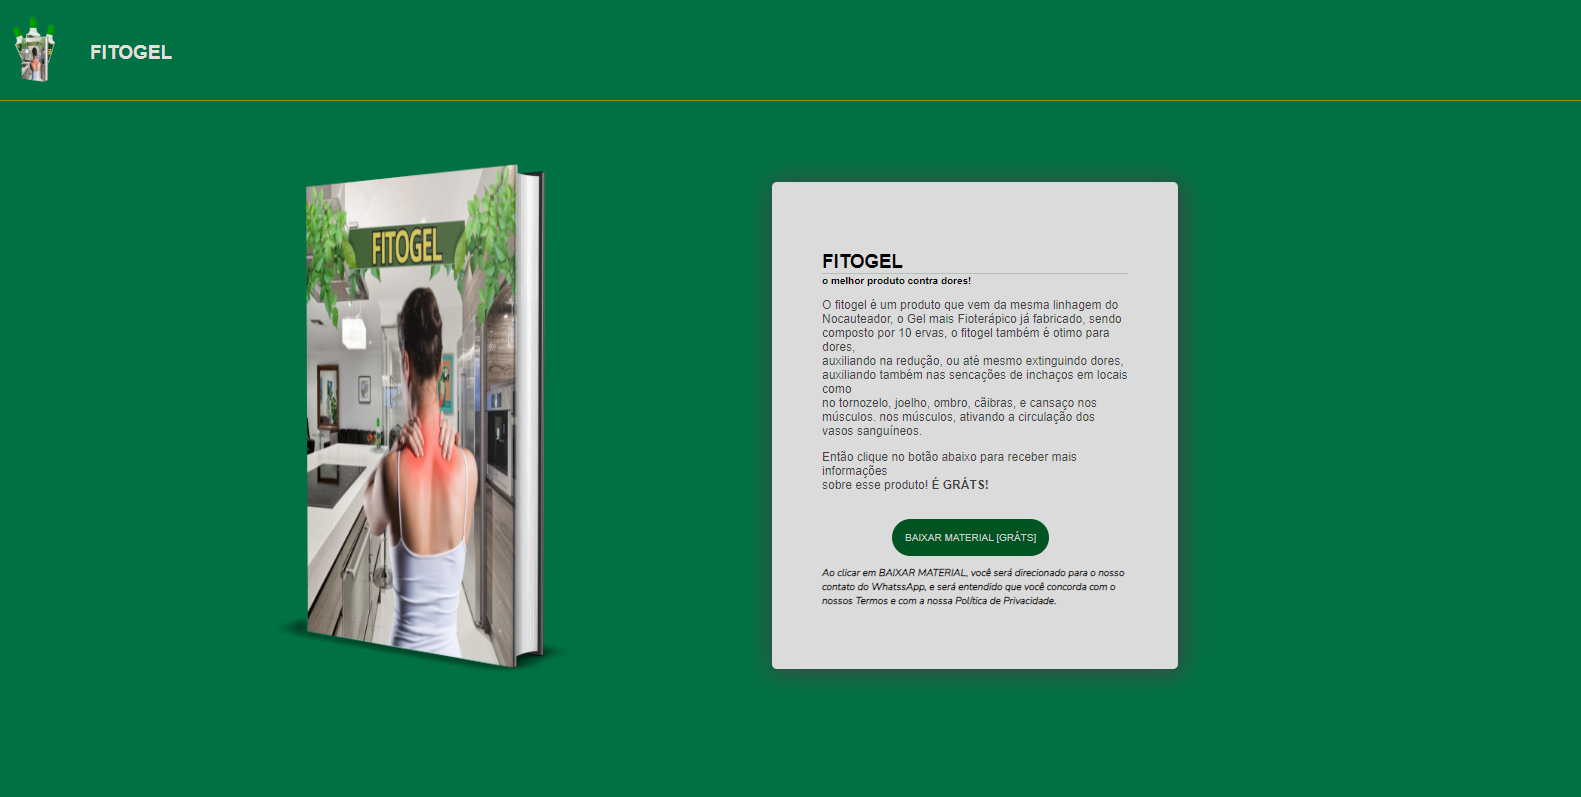 FITOGEL
FITOGEL
FITOGEL
o melhor produto contra dores!
O fitogel é um produto que vem da mesma linhagem do
Nocauteador, o Gel mais Fioterápico já fabricado, sendo
composto por 10 ervas, o fitogel também é otimo para
dores,
auxiliando na redução, ou até mesmo extinguindo dores,
auxiliando também nas sencações de inchaços em locais
como
no tornozelo, joelho, ombro, cãibras, e cansaço nos
músculos. nos músculos, ativando a circulação dos
vasos sanguíneos.
Então clique no botão abaixo para receber mais
informações
sobre esse produto! É GRÁTS!
BAIXAR MATERIAL [GRÁTS]
Ao clicar em BAIXAR MATERIAL, você será direcionado para o nosso
contato do WhatssApp, e será entendido que você concorda com o
nossos Termos e com a nossa Política de Privacidade.